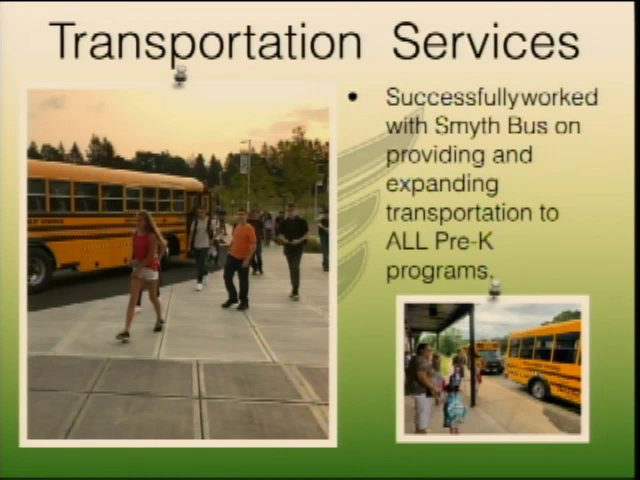 Transportation Services
• Successfully worked
with Smyth Bus on
providing and
expanding
transportation to
ALL Pre-K
programs.